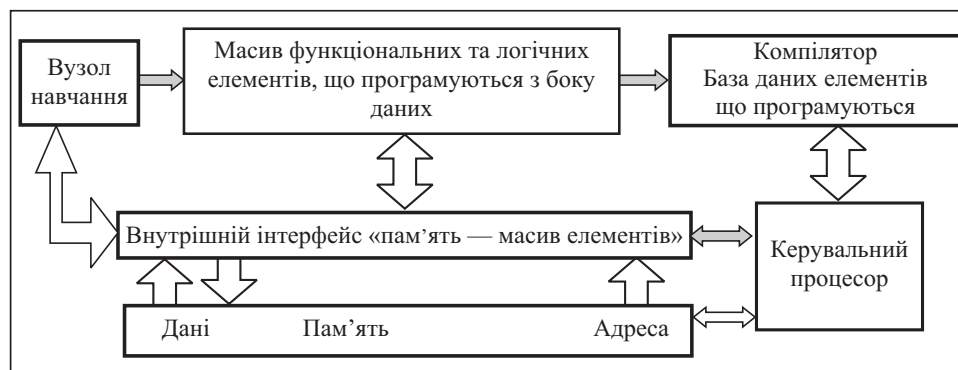 Вузол
навчання
Масив функціональних та логічних
елементів, що програмуються з боку
даних
Компілятор
База даних елементів
що програмуються
Внутрішній інтерфейс «пам’ять — масив елементів»
Керувальний
процесор
Дані Пам’ять Адреса